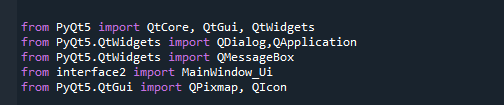 from PyQt5 import QtCore, QtGui, QtWidgets
from PyQt5.QtWidgets import QDialog,QApplication
from PyQt5.QtWidgets import QMessageBox
from interface2 import MainWindow_Ui
from PyQt5.QtGui import QPixmap, QIcon